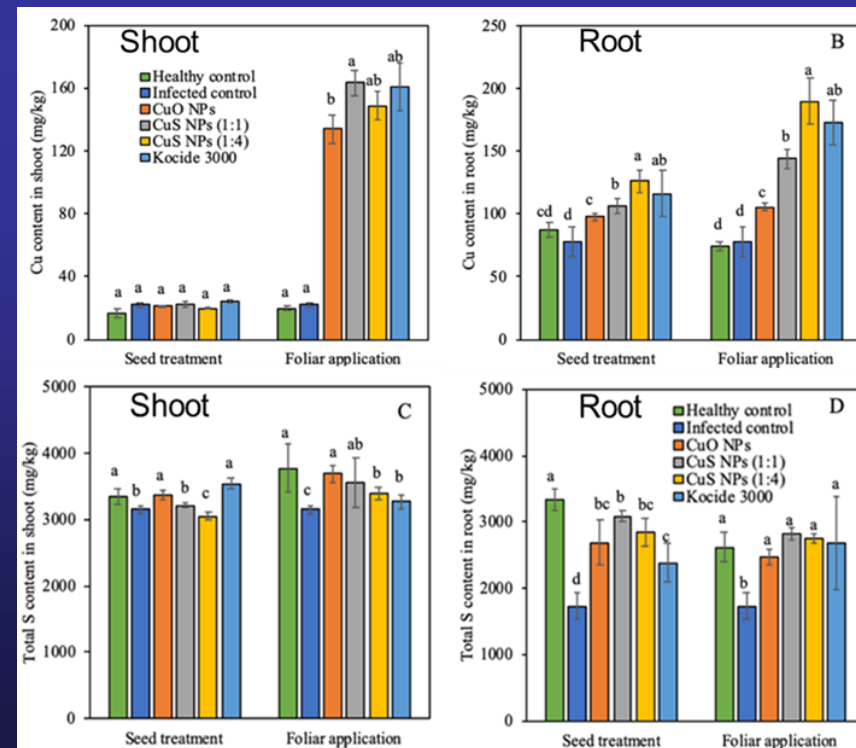 Shoot
Cu content in shoot (mg/kg)
200
160
120
80
40
0
Healthy control
Infected control
CuO NPs
CuS NPs (1:1)
CuS NPs (1:4)
Kocide 3000
a a a a a a
a a b a ab ab
Seed treatment Foliar application
Root B
Cu content in root (mg/kg)
250
200
150
100
50
0
cd d c b a ab
d d c b a ab
Seed treatment Foliar application
Shoot C
Total S content in shoot (mg/kg)
5000
4000
3000
2000
1000
0
a b a b c a
a c a ab b b
Seed treatment Foliar application
Root D
Total S content in root (mg/kg)
5000
4000
3000
2000
1000
0
Healthy control
Infected control
CuO NPs
CuS NPs (1:1)
CuS NPs (1:4)
Kocide 3000
a d bc b bc c
a b a a a a
Seed treatment Foliar application